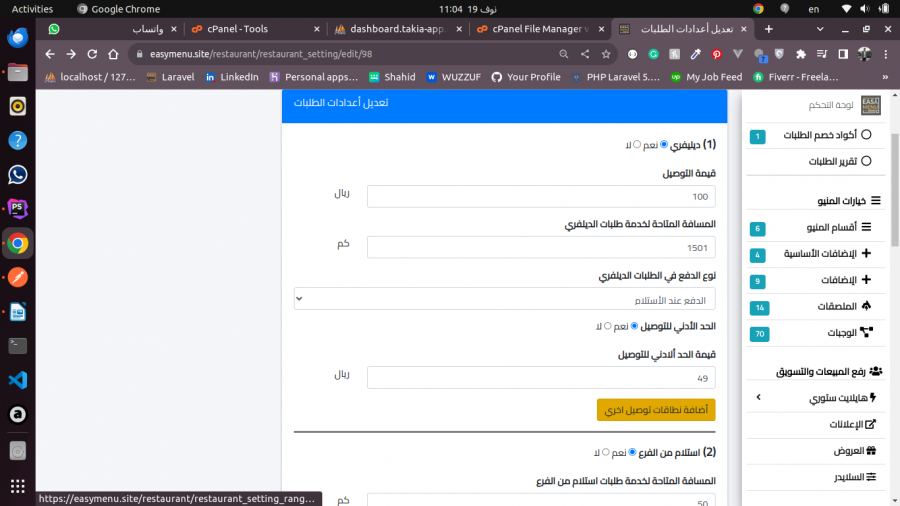 Activities
Google Chrome
نوف 19 11:04
en
واتساب
cPanel - Tools
dashboard.takia-app.
cPanel File Manager v
تعديل أعدادات الطلبات
easymenu.site/restaurant/restaurant_setting/edit/98
localhost / 127...
Laravel
LinkedIn
Personal apps...
Shahid
WUZZUF
Your Profile
PHP Laravel 5....
My Job Feed
Fiverr - Freela...
لوحة التحكم
أكواد خصم الطلبات 1
تقرير الطلبات
خيارات المنيو
أقسام المنيو 6
الإضافات الأساسية 4
الإضافات 9
الملصقات 14
الوجبات 70
رفع المبيعات والتسويق
هايلايت ستوري
الإعلانات
العروض
السلايدر
تعديل أعدادات الطلبات
(1) ديليفري نعم لا
قيمة التوصيل
100 ريال
المسافة المتاحة لخدمة طلبات الديلفري
1501 كم
نوع الدفع في الطلبات الديلفري
الدفع عند الأستلام
الحد الأدني للتوصيل نعم لا
قيمة الحد ألادني للتوصيل
49 ريال
أضافة نطاقات توصيل اخري
(2) استلام من الفرع نعم لا
المسافة المتاحة لخدمة طلبات استلام من الفرع
50 كم
https://easymenu.site/restaurant/restaurant_setting_rang...